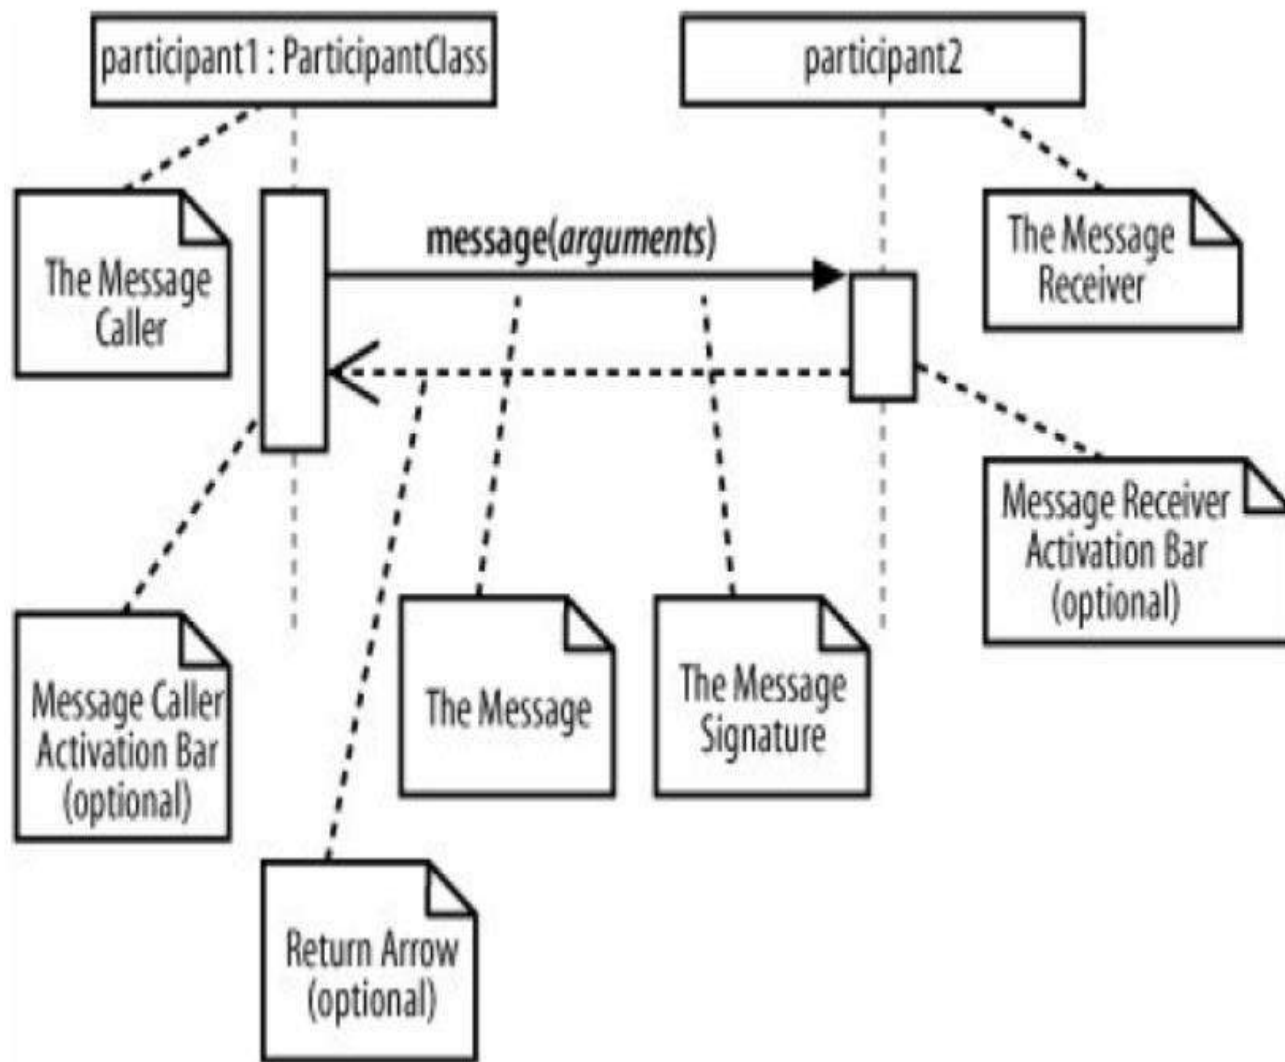 participant1 : ParticipantClass
participant2
The Message
Caller
message(arguments)
The Message
Receiver
Message Receiver
Activation Bar
(optional)
Message Caller
Activation Bar
(optional)
The Message
The Message
Signature
Return Arrow
(optional)